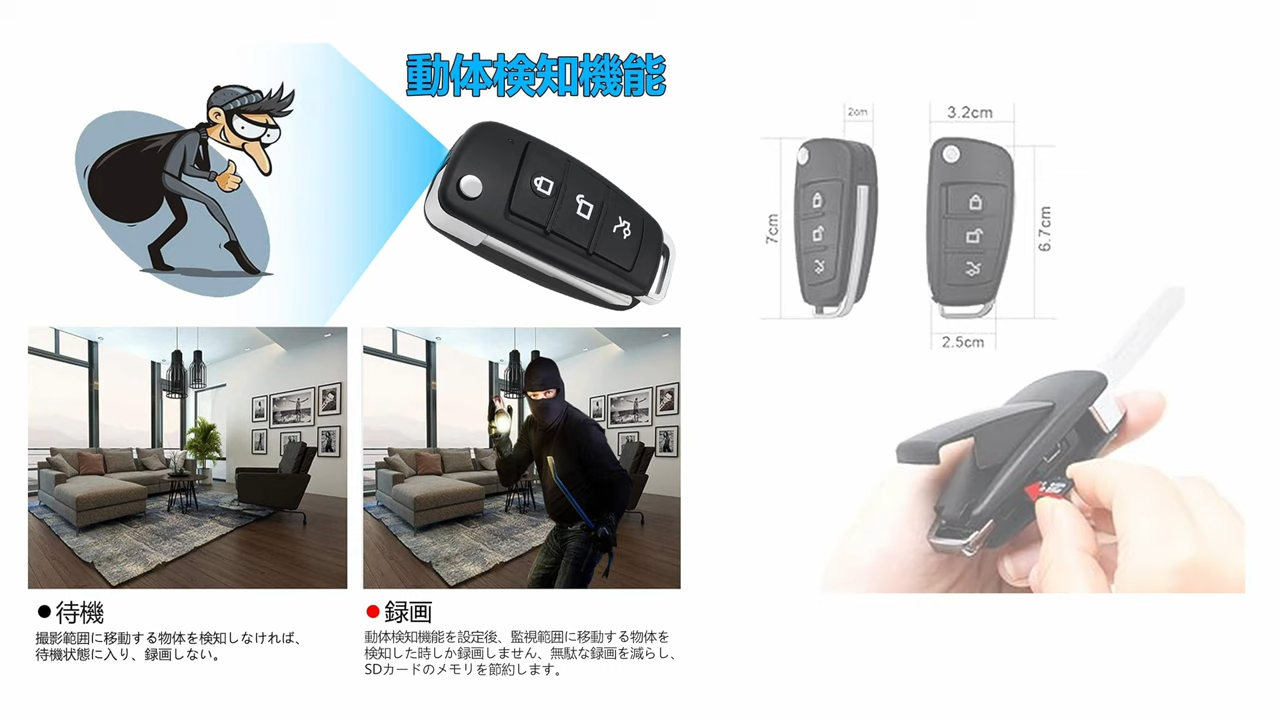 動体検知機能
●待機
撮影範囲に移動する物体を検知しなければ、
待機状態に入り、録画しない。
●録画
動体検知機能を設定後、監視範囲に移動する物体を
検知した時しか録画しません、無駄な録画を減らし、
SDカードのメモリを節約します。
2cm
3.2cm
7cm
6.7cm
2.5cm